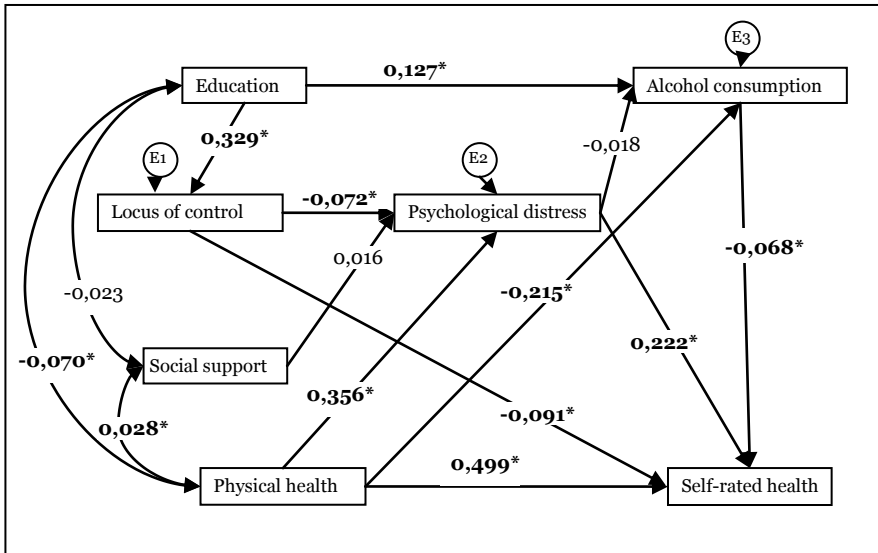 E3
Education
0,127*
Alcohol consumption
0,329*
E1
E2
-0,018
Locus of control
-0,072*
Psychological distress
0,016
-0,068*
-0,023
-0,215*
0,222*
-0,070*
Social support
0,356*
-0,091*
0,028*
0,499*
Physical health
Self-rated health